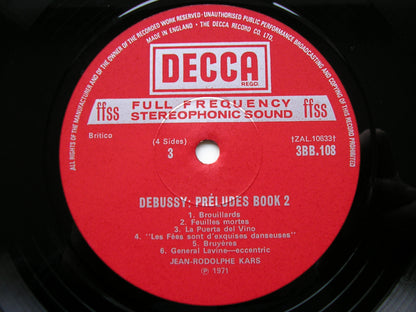 ALL RIGHTS OF THE MANUFACTURER AND OF THE OWNER OF THE RECORDED WORK RESERVED - UNAUTHORISED PUBLIC PERFORMANCE BROADCASTING AND COPYING OF THIS RECORD PROHIBITED
MADE IN ENGLAND · THE DECCA RECORD CO. LTD.
DECCA
REGD.
ffss FULL FREQUENCY STEREOPHONIC SOUND ffss
Britico
(4 Sides)
3
†ZAL.10833†
3BB.108
DEBUSSY: PRÉLUDES BOOK 2
1. Brouillards
2. Feuilles mortes
3. La Puerta del Vino
4. "Les Fées sont d'exquises danseuses"
5. Bruyères
6. General Lavine—eccentric
JEAN-RODOLPHE KARS
Ⓟ 1971